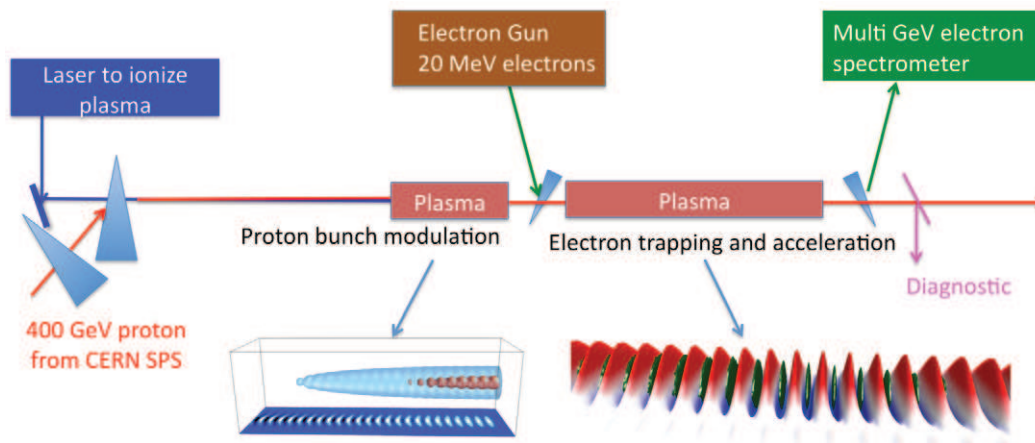 Laser to ionize
plasma
Electron Gun
20 MeV electrons
Multi GeV electron
spectrometer
Plasma
Plasma
Proton bunch modulation
Electron trapping and acceleration
Diagnostic
400 GeV proton
from CERN SPS